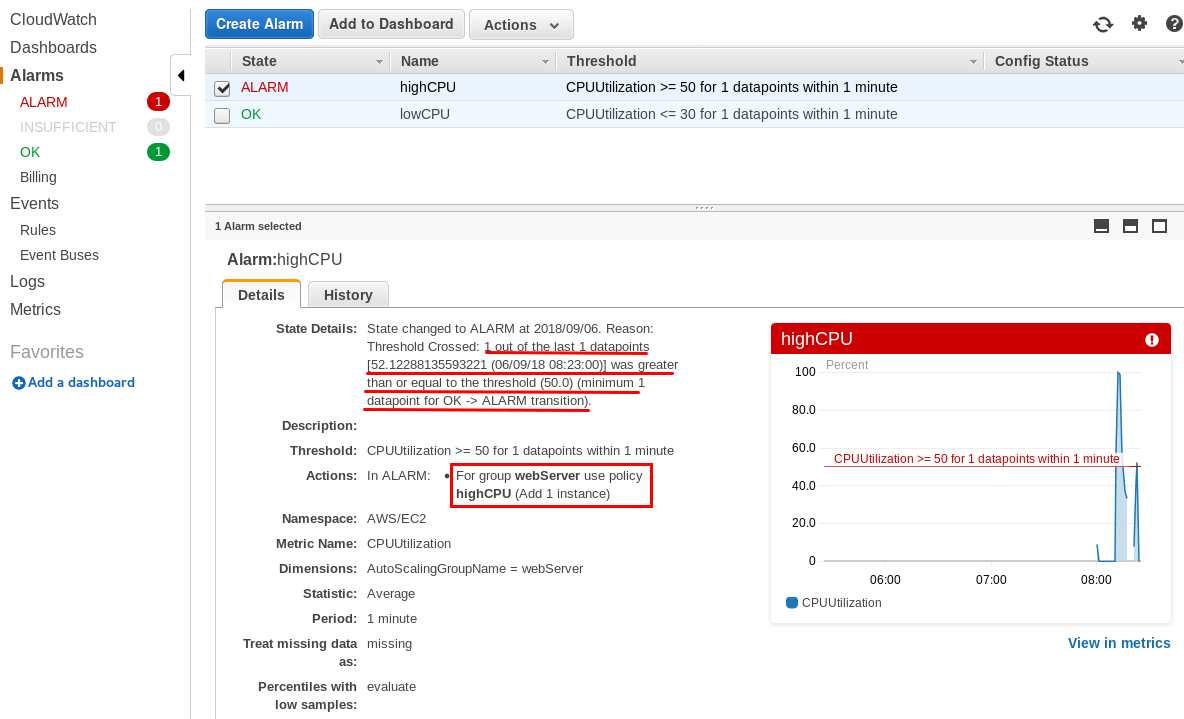 CloudWatch
Dashboards
Alarms
ALARM 1
INSUFFICIENT 0
OK 1
Billing
Events
Rules
Event Buses
Logs
Metrics
Favorites
Add a dashboard
Create Alarm Add to Dashboard Actions ?
State Name Threshold Config Status
ALARM highCPU CPUUtilization >= 50 for 1 datapoints within 1 minute
OK lowCPU CPUUtilization <= 30 for 1 datapoints within 1 minute
1 Alarm selected
Alarm:highCPU
Details History
State Details: State changed to ALARM at 2018/09/06. Reason:
Threshold Crossed: 1 out of the last 1 datapoints
[52.12288135593221 (06/09/18 08:23:00)] was greater
than or equal to the threshold (50.0) (minimum 1
datapoint for OK -> ALARM transition).
Description:
Threshold: CPUUtilization >= 50 for 1 datapoints within 1 minute
Actions: In ALARM: • For group webServer use policy
highCPU (Add 1 instance)
Namespace: AWS/EC2
Metric Name: CPUUtilization
Dimensions: AutoScalingGroupName = webServer
Statistic: Average
Period: 1 minute
Treat missing data missing
as:
Percentiles with evaluate
low samples:
highCPU
Percent
100
80.0
60.0
CPUUtilization >= 50 for 1 datapoints within 1 minute
40.0
20.0
0
06:00 07:00 08:00
CPUUtilization
View in metrics